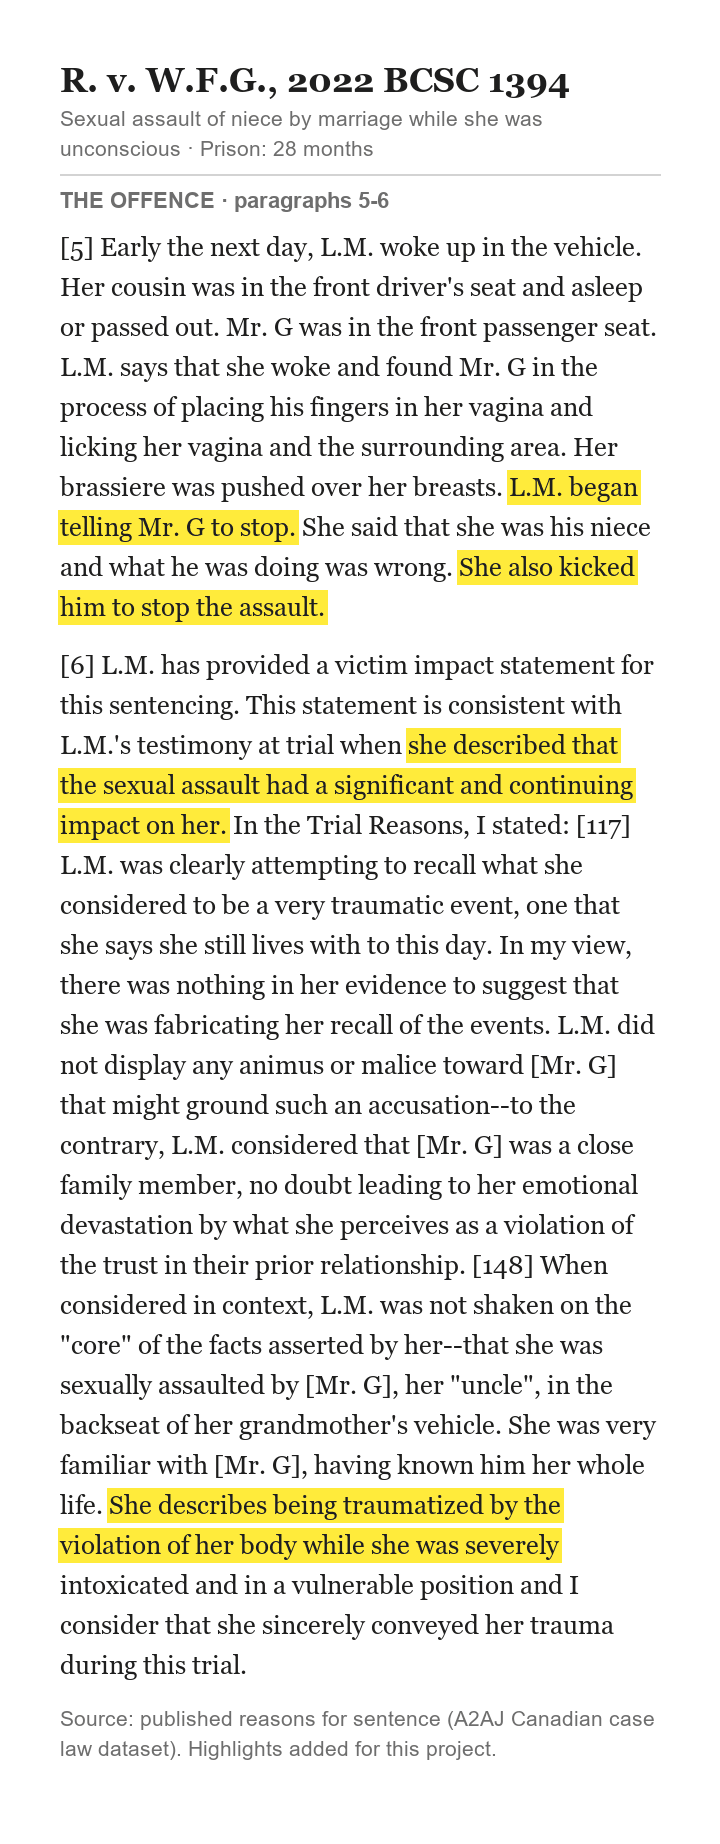 R. v. W.F.G., 2022 BCSC 1394
Sexual assault of niece by marriage while she was
unconscious · Prison: 28 months
THE OFFENCE · paragraphs 5-6
[5] Early the next day, L.M. woke up in the vehicle.
Her cousin was in the front driver's seat and asleep
or passed out. Mr. G was in the front passenger seat.
L.M. says that she woke and found Mr. G in the
process of placing his fingers in her vagina and
licking her vagina and the surrounding area. Her
brassiere was pushed over her breasts. L.M. began
telling Mr. G to stop. She said that she was his niece
and what he was doing was wrong. She also kicked
him to stop the assault.
[6] L.M. has provided a victim impact statement for
this sentencing. This statement is consistent with
L.M.'s testimony at trial when she described that
the sexual assault had a significant and continuing
impact on her. In the Trial Reasons, I stated: [117]
L.M. was clearly attempting to recall what she
considered to be a very traumatic event, one that
she says she still lives with to this day. In my view,
there was nothing in her evidence to suggest that
she was fabricating her recall of the events. L.M. did
not display any animus or malice toward [Mr. G]
that might ground such an accusation--to the
contrary, L.M. considered that [Mr. G] was a close
family member, no doubt leading to her emotional
devastation by what she perceives as a violation of
the trust in their prior relationship. [148] When
considered in context, L.M. was not shaken on the
"core" of the facts asserted by her--that she was
sexually assaulted by [Mr. G], her "uncle", in the
backseat of her grandmother's vehicle. She was very
familiar with [Mr. G], having known him her whole
life. She describes being traumatized by the
violation of her body while she was severely
intoxicated and in a vulnerable position and I
consider that she sincerely conveyed her trauma
during this trial.
Source: published reasons for sentence (A2AJ Canadian case
law dataset). Highlights added for this project.